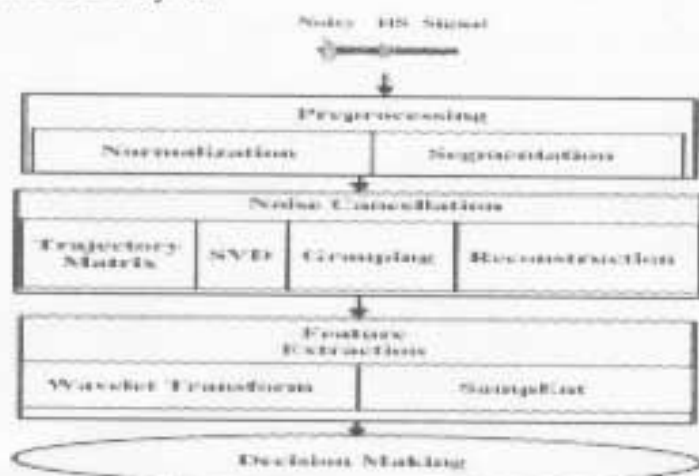 Noisy HS Signal
Preprocessing
Normalization Segmentation
Noise Cancellation
Trajectory Matrix SVD Grouping Reconstruction
Feature
Extraction
Wavelet Transform SampEnt
Decision Making